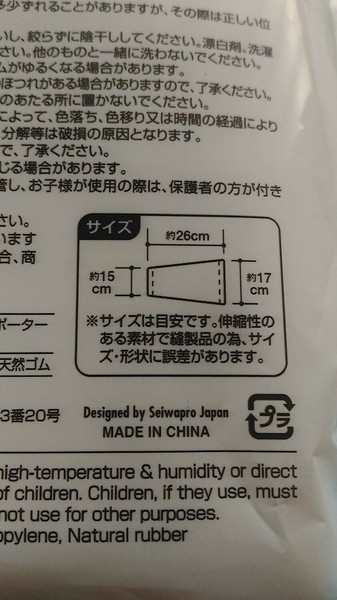 多少ずれることがありますが、その際は正しい位
いし、絞らずに陰干ししてください。漂白剤、洗濯
さい。他のものと一緒に洗わないでください。
ムがゆるくなる場合があります。
ほつれがある場合がありますので、了承ください。
のあたる所に置かないでください。
によって、色落ち、色移り又は時間の経過により
分解等は破損の原因となります。
で、了承ください。
じる場合があります。
管し、お子様が使用の際は、保護者の方が付き
さい。
います
合、商
サイズ
約26cm
約15
cm
約17
cm
※サイズは目安です。伸縮性の
ある素材で縫製品の為、サイ
ズ・形状に誤差があります。
ポーター
天然ゴム
3番20号
Designed by Seiwapro Japan
MADE IN CHINA
プラ
high-temperature & humidity or direct
of children. Children, if they use, must
not use for other purposes.
opylene, Natural rubber